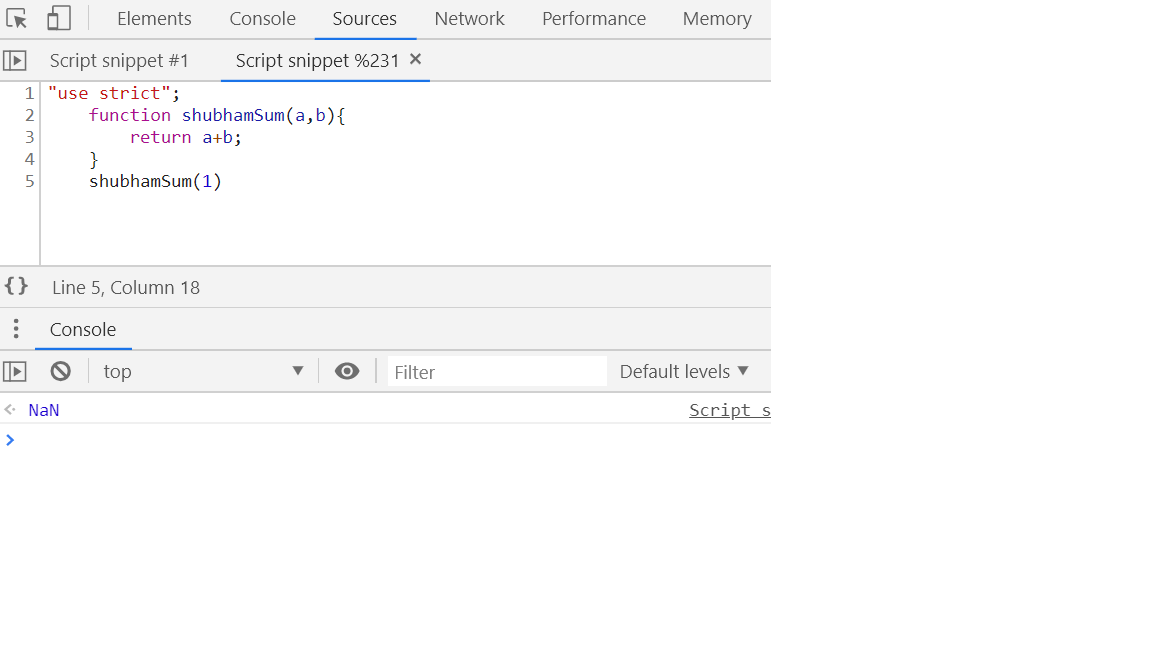 Elements Console Sources Network Performance Memory
Script snippet #1 Script snippet %231 ×
1 "use strict";
2 function shubhamSum(a,b){
3 return a+b;
4 }
5 shubhamSum(1)
{} Line 5, Column 18
Console
top ▼ Filter Default levels ▼
NaN Script s